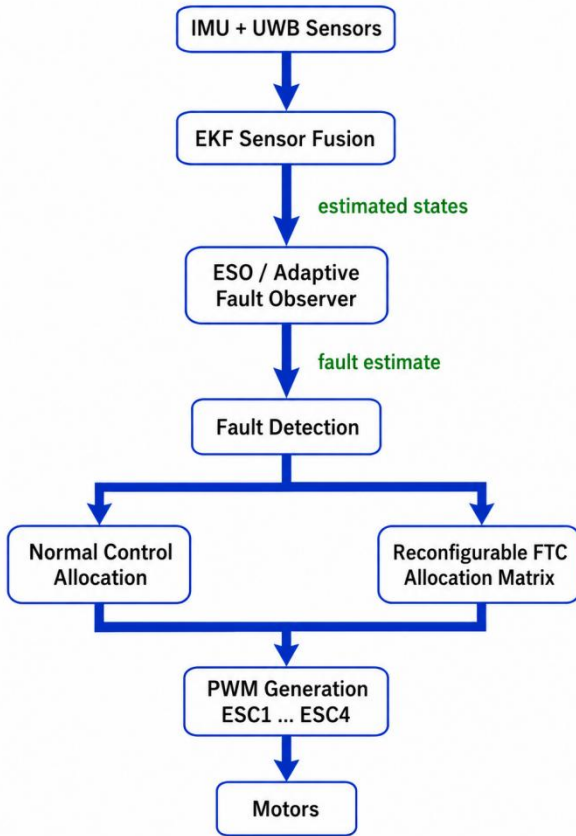 IMU + UWB Sensors
EKF Sensor Fusion
estimated states
ESO / Adaptive
Fault Observer
fault estimate
Fault Detection
Normal Control
Allocation
Reconfigurable FTC
Allocation Matrix
PWM Generation
ESC1 ... ESC4
Motors